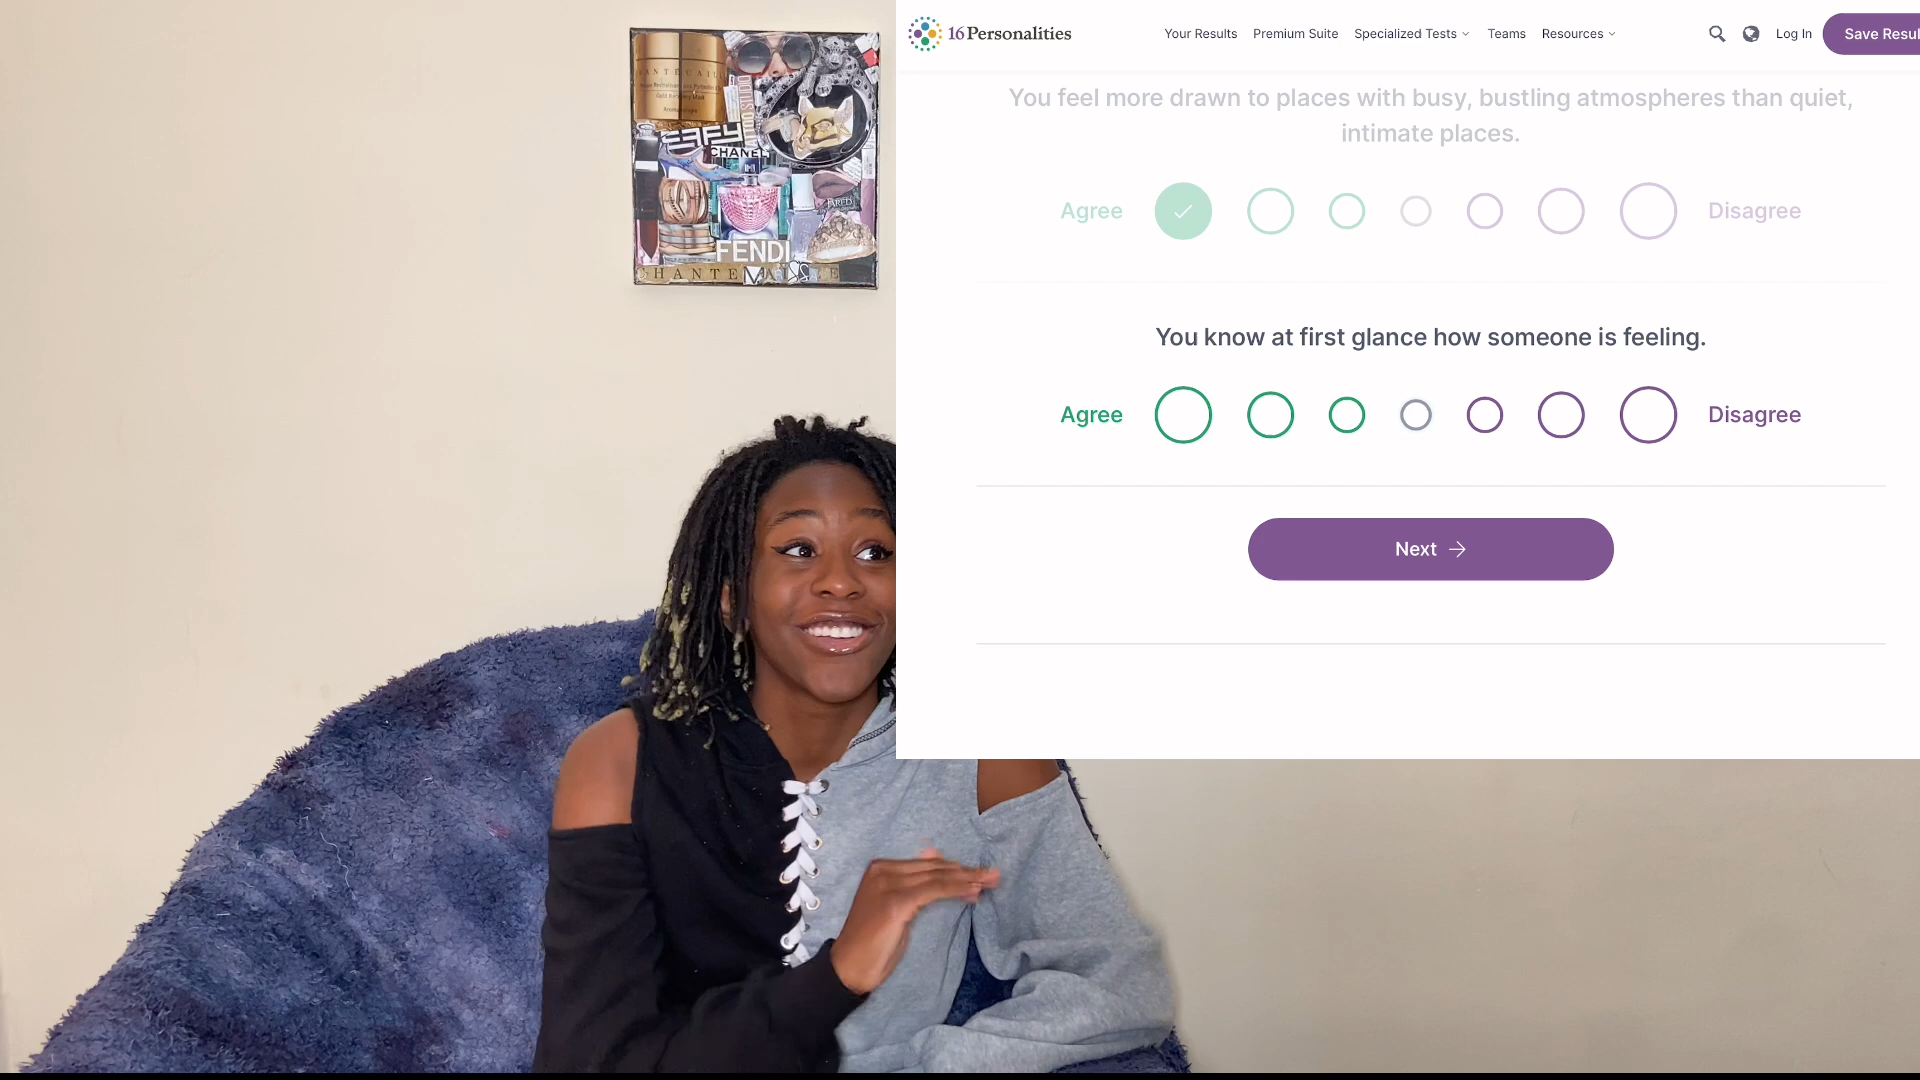 16Personalities
Your Results
Premium Suite
Specialized Tests
Teams
Resources
Log In
Save Resul
You feel more drawn to places with busy, bustling atmospheres than quiet,
intimate places.
Agree
Disagree
You know at first glance how someone is feeling.
Agree
Disagree
Next
CHANEL
FENDI